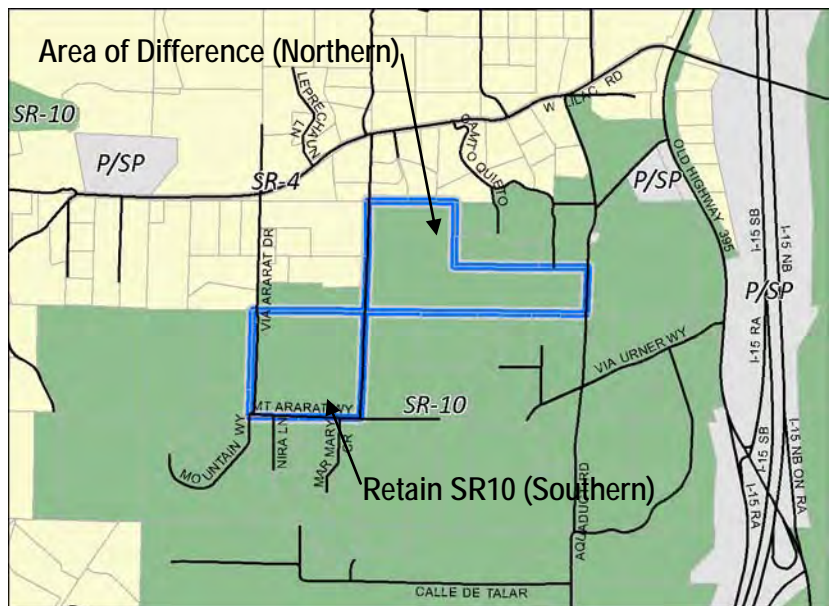 Area of Difference (Northern)
LEPRECHAUN
LN
W LILAC RD
SR-10
CAMTO QUIETO
OLD HIGHWAY 395
P/SP
SR-4
P/SP
I-15 SB
I-15 NB
VIA ARARAT DR
P/SP
I-15 RA
VIA URNER WY
MT ARARAT WY
SR-10
MOUNTAIN WY
NIRA LN
MAR MARY
CR
I-15 SB
I-15 NB ON RA
I-15 RA
Retain SR10 (Southern)
AQUADUCT RD
CALLE DE TALAR